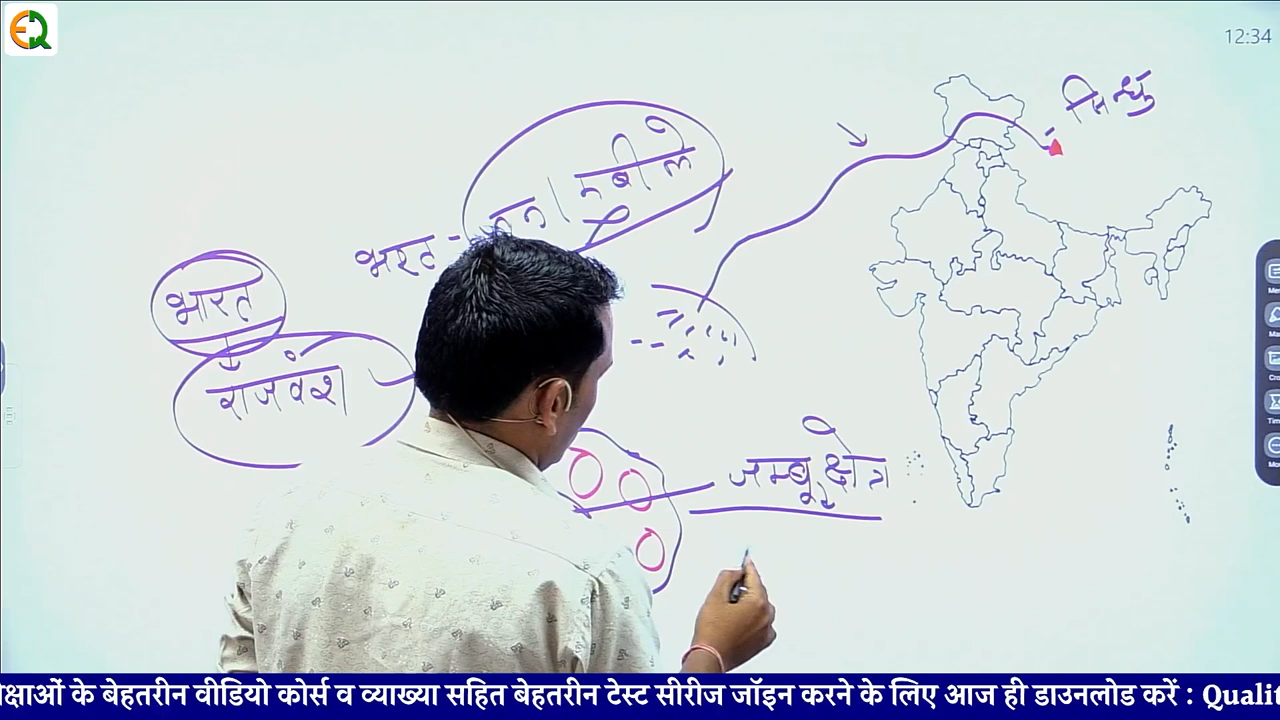 12:34
सिन्धु
भरत - जन | कबीले
भारत
राजवंश
जम्बू क्षेत्र
क्षाओं के बेहतरीन वीडियो कोर्स व व्याख्या सहित बेहतरीन टेस्ट सीरीज जॉइन करने के लिए आज ही डाउनलोड करें : Qualit